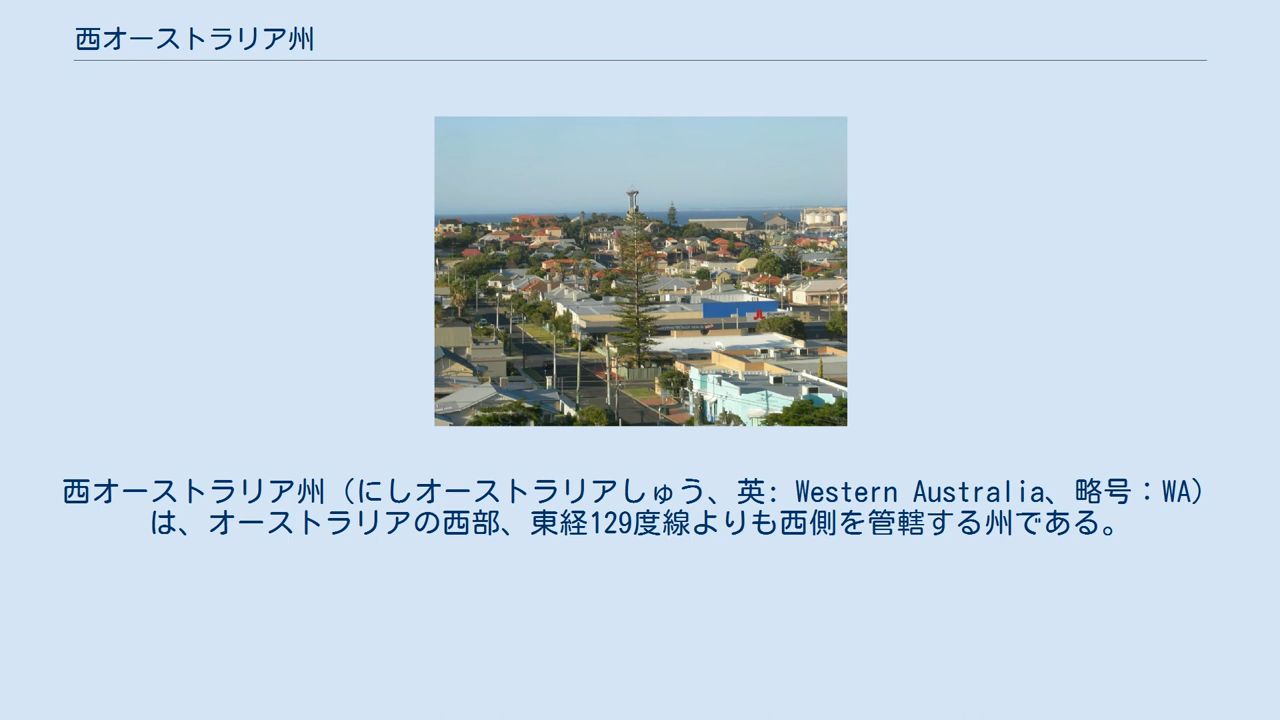 西オーストラリア州
西オーストラリア州（にしオーストラリアしゅう、英: Western Australia、略号：WA）
は、オーストラリアの西部、東経129度線よりも西側を管轄する州である。